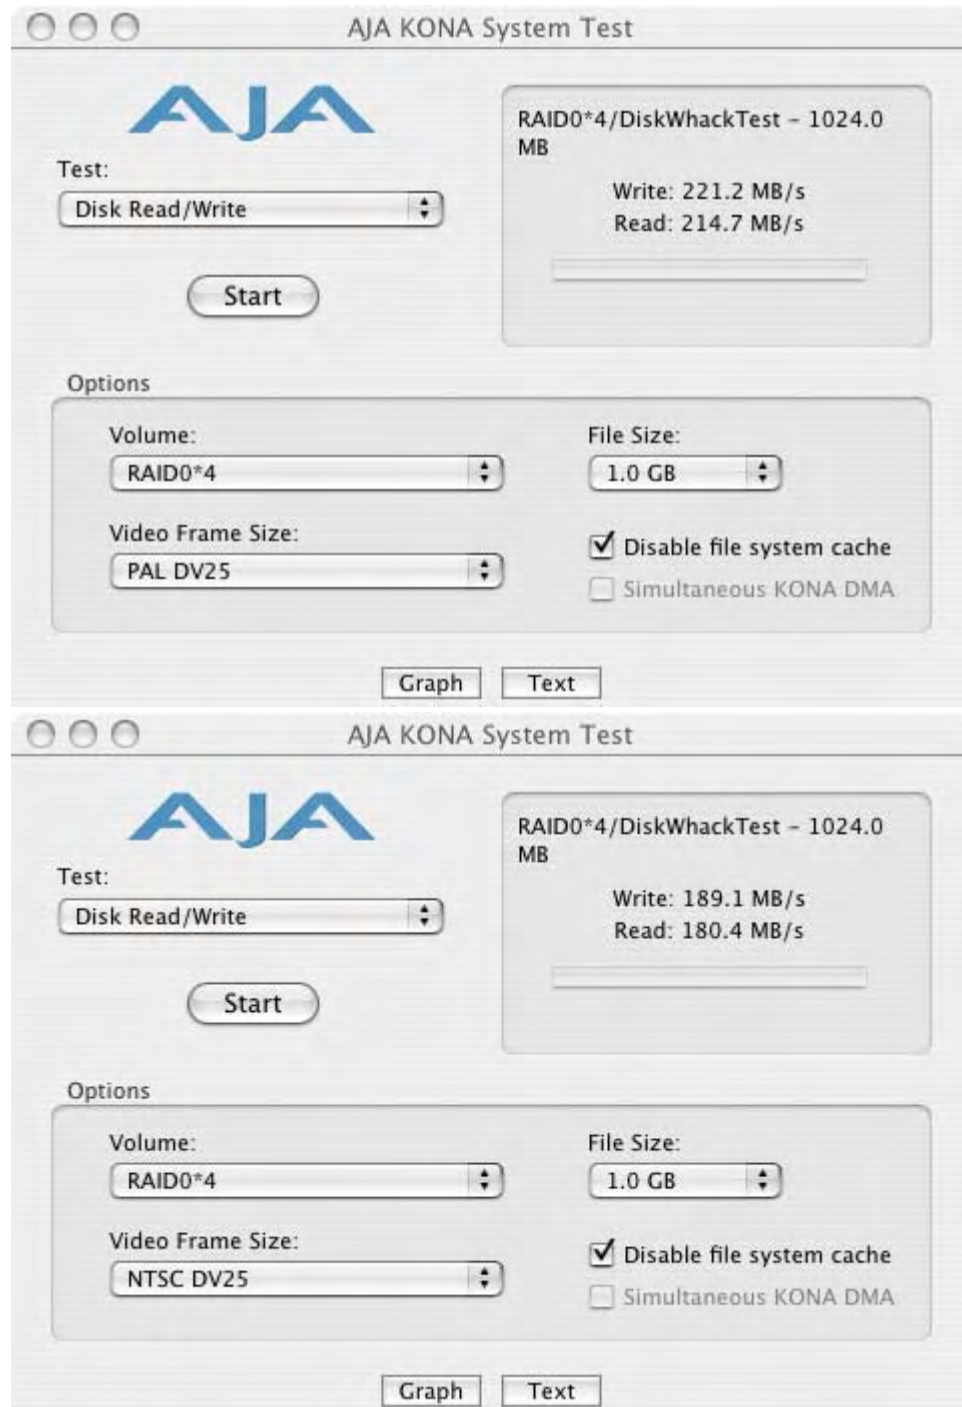 AJA KONA System Test
AJA
RAID0*4/DiskWhackTest – 1024.0
MB
Write: 221.2 MB/s
Read: 214.7 MB/s
Test:
Disk Read/Write
Start
Options
Volume:
RAID0*4
File Size:
1.0 GB
Video Frame Size:
PAL DV25
Disable file system cache
Simultaneous KONA DMA
Graph
Text
AJA KONA System Test
AJA
RAID0*4/DiskWhackTest – 1024.0
MB
Write: 189.1 MB/s
Read: 180.4 MB/s
Test:
Disk Read/Write
Start
Options
Volume:
RAID0*4
File Size:
1.0 GB
Video Frame Size:
NTSC DV25
Disable file system cache
Simultaneous KONA DMA
Graph
Text